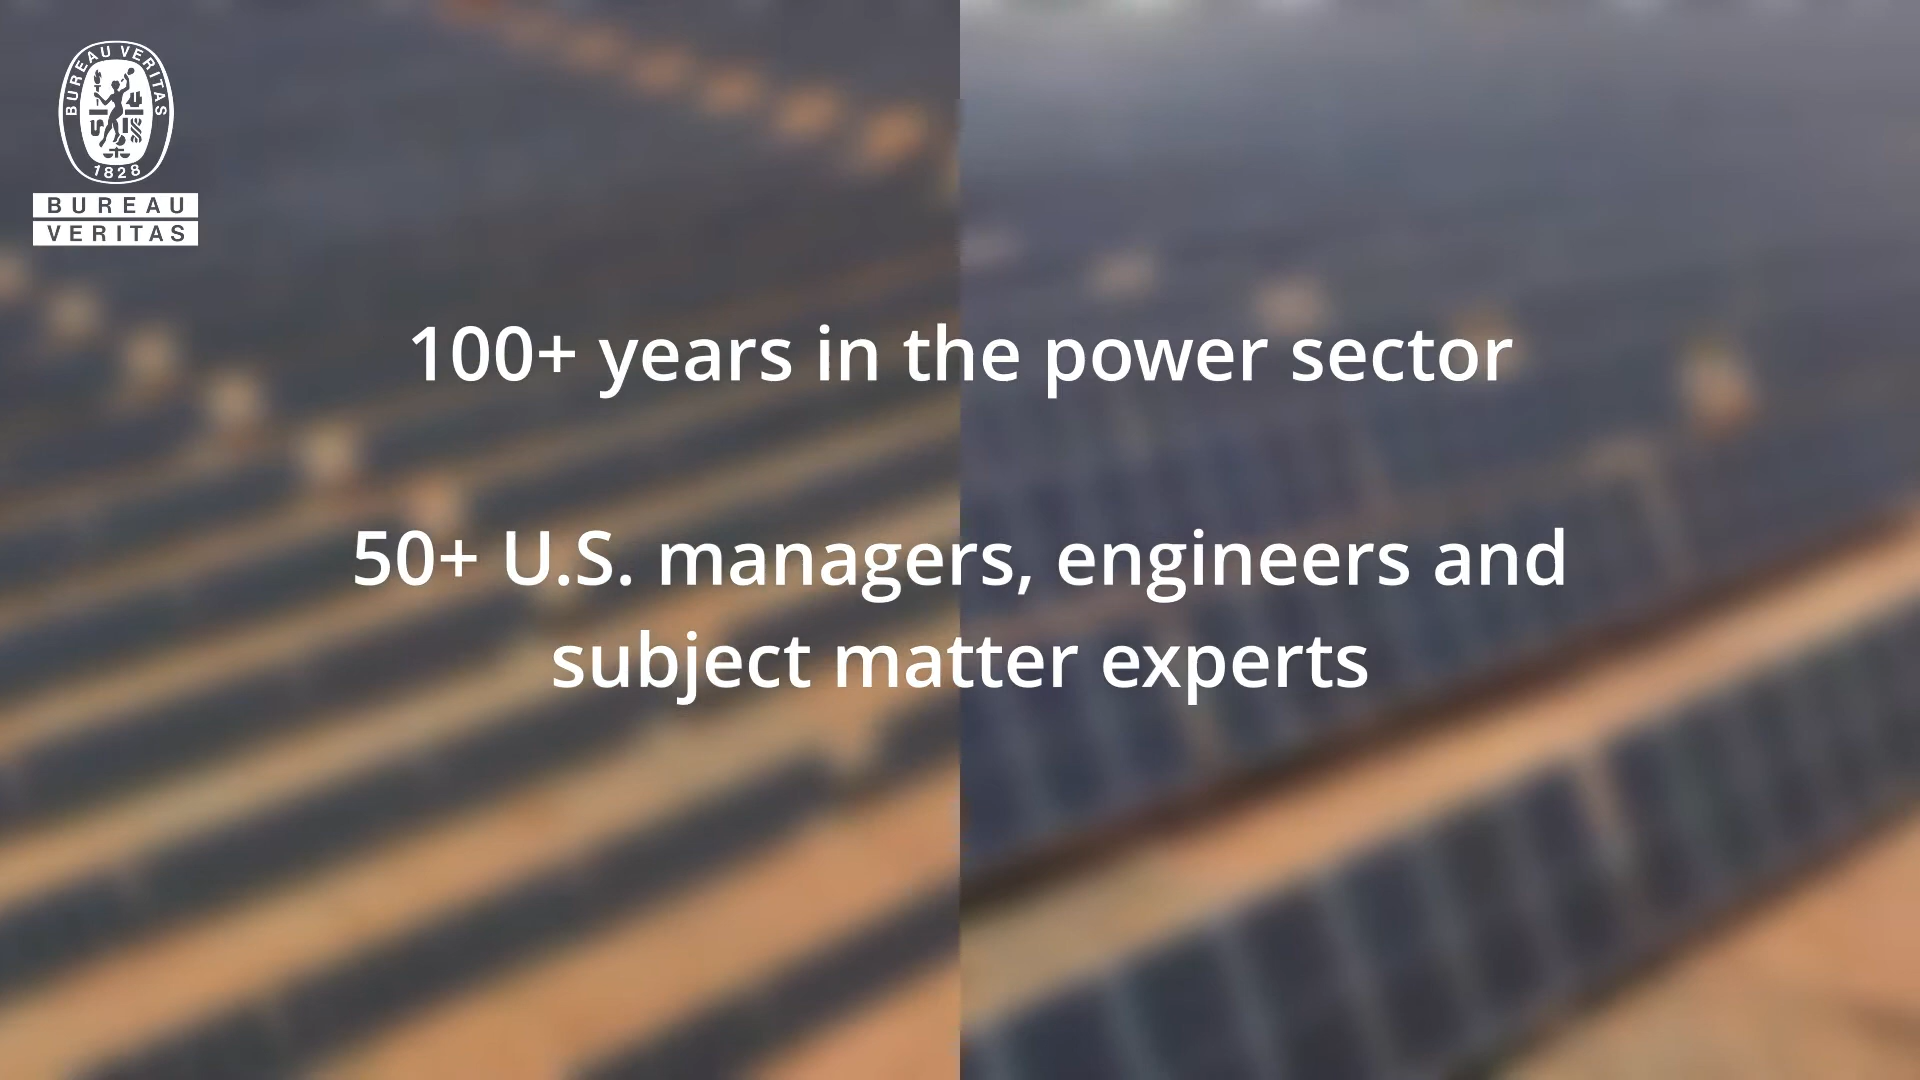 BUREAU VERITAS
1828
BUREAU
VERITAS
100+ years in the power sector
50+ U.S. managers, engineers and
subject matter experts